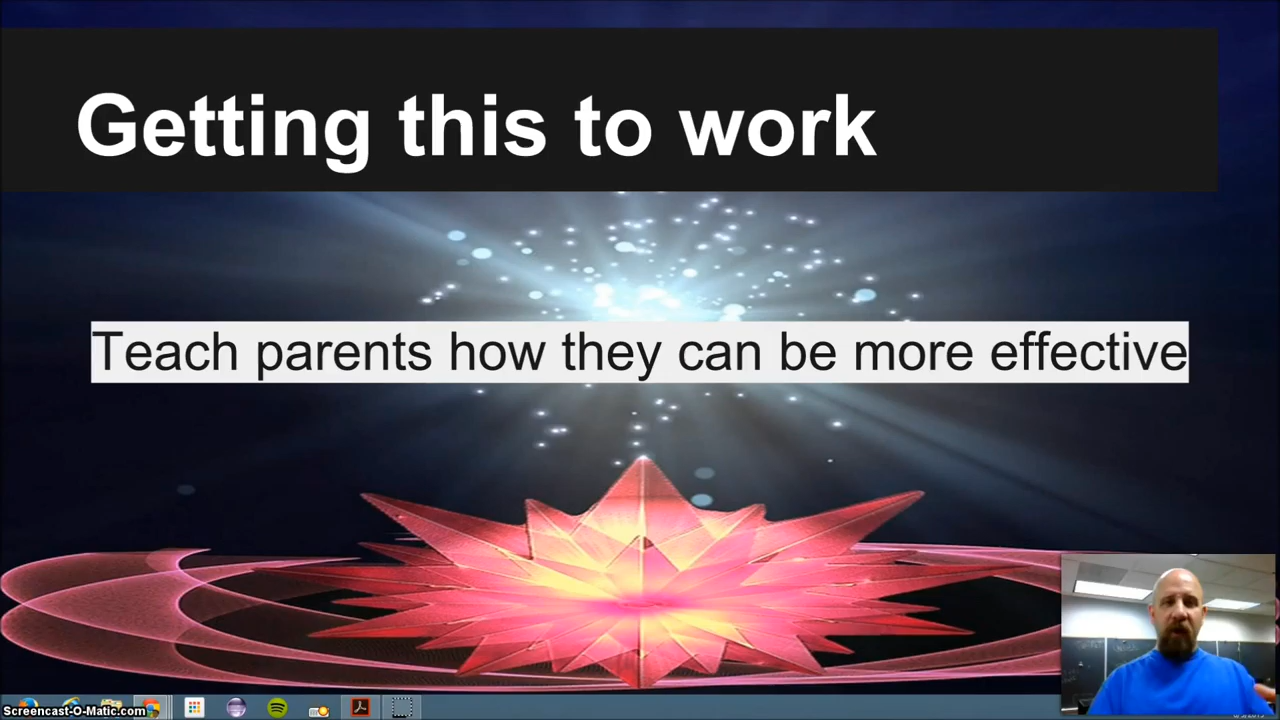 Getting this to work
Teach parents how they can be more effective
Screencast-O-Matic.com